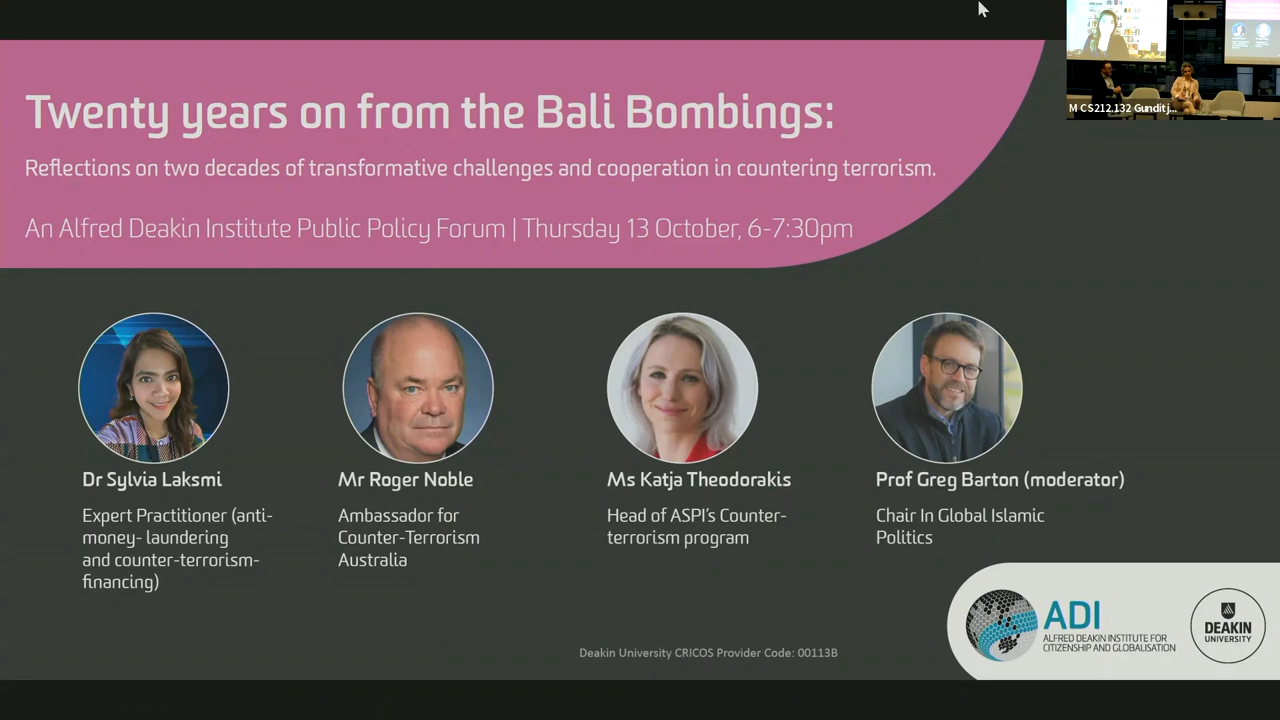 Twenty years on from the Bali Bombings:
Reflections on two decades of transformative challenges and cooperation in countering terrorism.
An Alfred Deakin Institute Public Policy Forum | Thursday 13 October, 6-7:30pm
M CS212.132 Gunditj...
Dr Sylvia Laksmi
Expert Practitioner (anti-
money- laundering
and counter-terrorism-
financing)
Mr Roger Noble
Ambassador for
Counter-Terrorism
Australia
Ms Katja Theodorakis
Head of ASPI's Counter-
terrorism program
Prof Greg Barton (moderator)
Chair In Global Islamic
Politics
ADI
ALFRED DEAKIN INSTITUTE FOR
CITIZENSHIP AND GLOBALISATION
DEAKIN
UNIVERSITY
Deakin University CRICOS Provider Code: 00113B